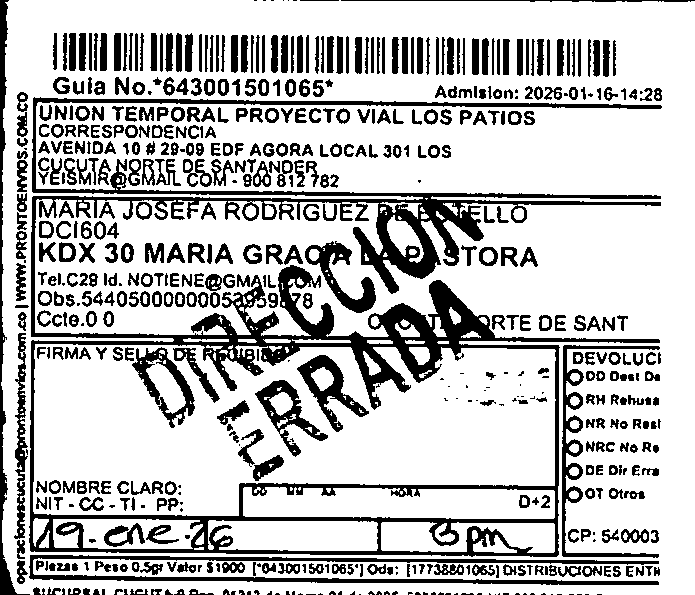 Guia No.*643001501065*
Admision: 2026-01-16-14:28
operacionescucuta@prontoenvios.com.co | WWW.PRONTOENVIOS.COM.CO
UNION TEMPORAL PROYECTO VIAL LOS PATIOS
CORRESPONDENCIA
AVENIDA 10 # 29-09 EDF AGORA LOCAL 301 LOS
CUCUTA NORTE DE SANTANDER
YEISMIR@GMAIL COM - 900 812 782
MARIA JOSEFA RODRIGUEZ DE BOTELLO
DCI604
KDX 30 MARIA GRACIA LA PASTORA
Tel.C29 Id. NOTIENE@GMAIL.COM
Obs.
Ccte.0 0
NORTE DE SANT
DIRECCION
ERRADA
FIRMA Y SELLO DE RECIBIDO
DEVOLUCI
DD Dest De
RH Rehusa
NR No Resi
NRC No Re
DE Dir Erra
OT Otros
NOMBRE CLARO:
NIT - CC - TI - PP:
DD MM AA HORA
D+2
19-ene-26
3 pm
CP: 540003
Piezas 1 Peso 0.5gr Valor $1900 [*643001501065*] Ods: [17738801065] DISTRIBUCIONES ENTR